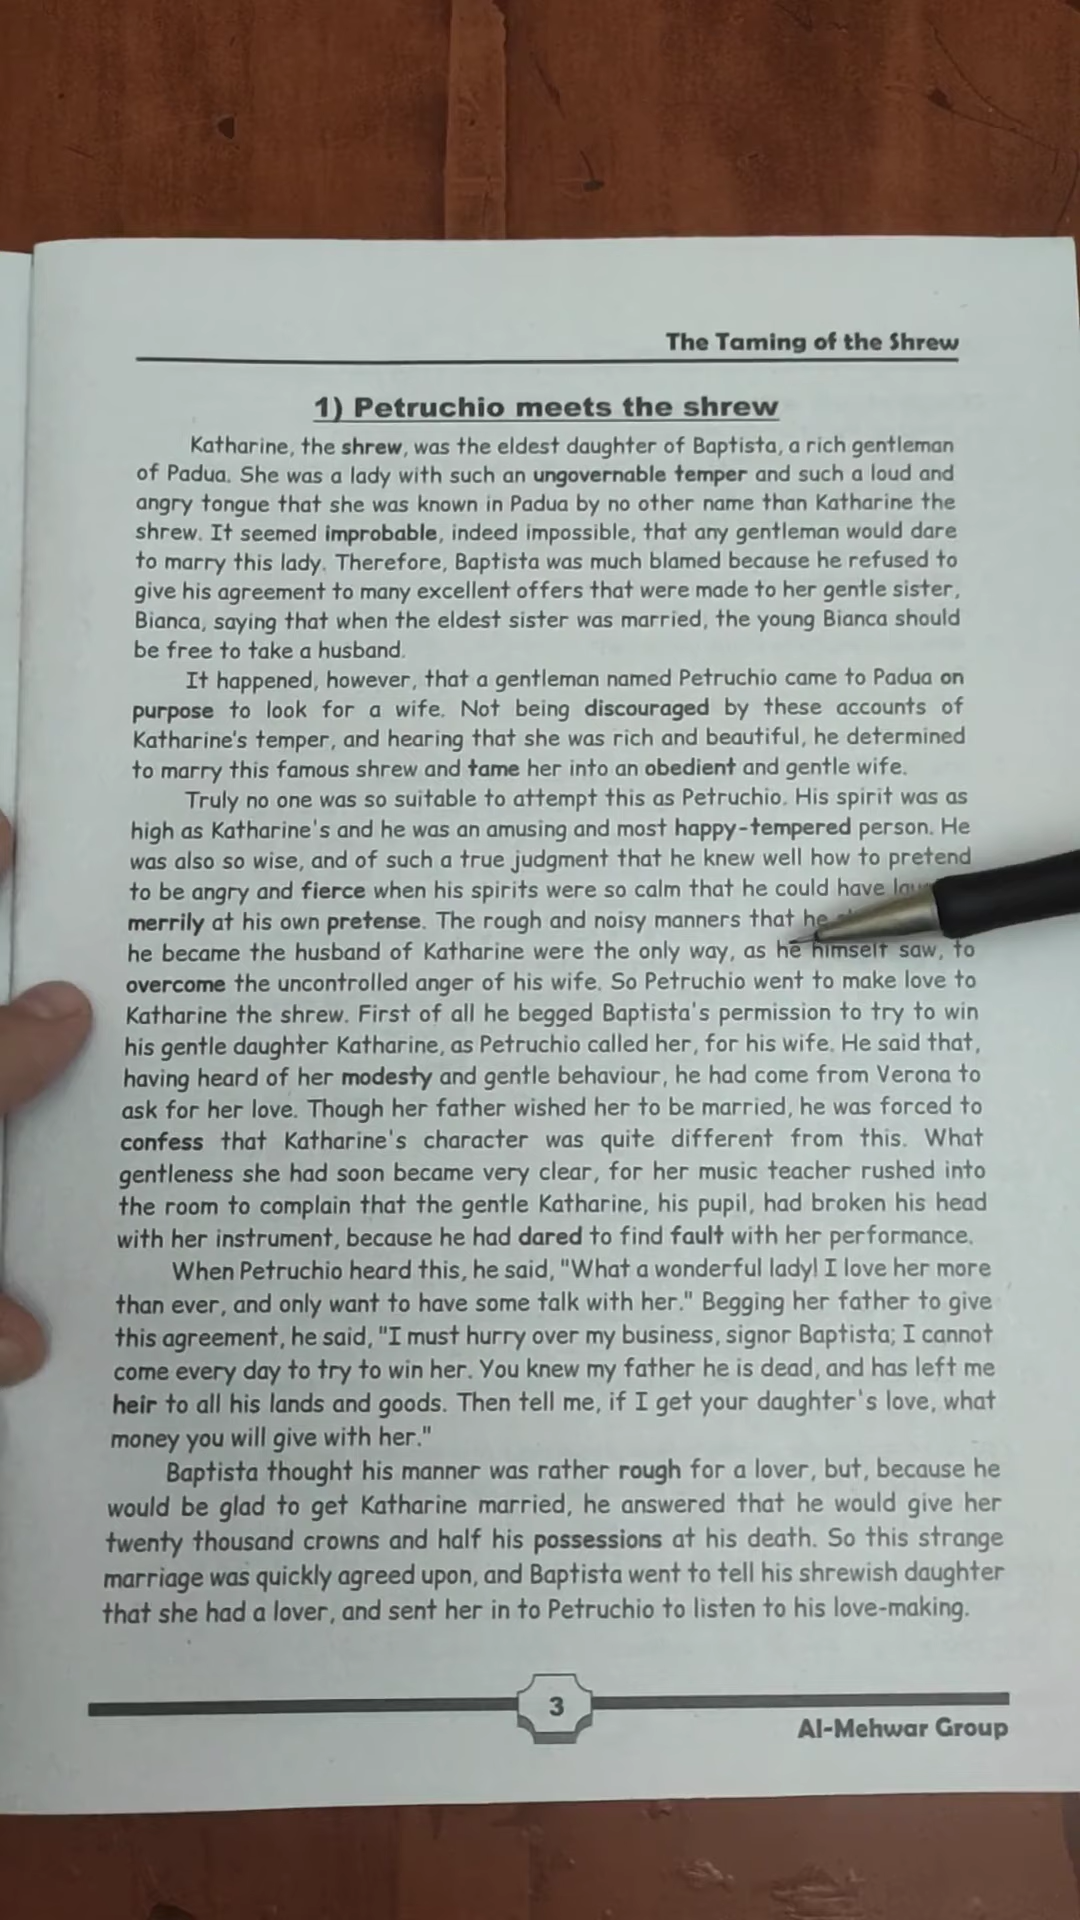 The Taming of the Shrew
1) Petruchio meets the shrew
Katharine, the shrew, was the eldest daughter of Baptista, a rich gentleman
of Padua. She was a lady with such an ungovernable temper and such a loud and
angry tongue that she was known in Padua by no other name than Katharine the
shrew. It seemed improbable, indeed impossible, that any gentleman would dare
to marry this lady. Therefore, Baptista was much blamed because he refused to
give his agreement to many excellent offers that were made to her gentle sister,
Bianca, saying that when the eldest sister was married, the young Bianca should
be free to take a husband.
It happened, however, that a gentleman named Petruchio came to Padua on
purpose to look for a wife. Not being discouraged by these accounts of
Katharine's temper, and hearing that she was rich and beautiful, he determined
to marry this famous shrew and tame her into an obedient and gentle wife.
Truly no one was so suitable to attempt this as Petruchio. His spirit was as
high as Katharine's and he was an amusing and most happy-tempered person. He
was also so wise, and of such a true judgment that he knew well how to pretend
to be angry and fierce when his spirits were so calm that he could have
merrily at his own pretense. The rough and noisy manners that he
he became the husband of Katharine were the only way, as he himself saw, to
overcome the uncontrolled anger of his wife. So Petruchio went to make love to
Katharine the shrew. First of all he begged Baptista's permission to try to win
his gentle daughter Katharine, as Petruchio called her, for his wife. He said that,
having heard of her modesty and gentle behaviour, he had come from Verona to
ask for her love. Though her father wished her to be married, he was forced to
confess that Katharine's character was quite different from this. What
gentleness she had soon became very clear, for her music teacher rushed into
the room to complain that the gentle Katharine, his pupil, had broken his head
with her instrument, because he had dared to find fault with her performance.
When Petruchio heard this, he said, "What a wonderful lady! I love her more
than ever, and only want to have some talk with her." Begging her father to give
this agreement, he said, "I must hurry over my business, signor Baptista; I cannot
come every day to try to win her. You knew my father he is dead, and has left me
heir to all his lands and goods. Then tell me, if I get your daughter's love, what
money you will give with her."
Baptista thought his manner was rather rough for a lover, but, because he
would be glad to get Katharine married, he answered that he would give her
twenty thousand crowns and half his possessions at his death. So this strange
marriage was quickly agreed upon, and Baptista went to tell his shrewish daughter
that she had a lover, and sent her in to Petruchio to listen to his love-making.
3
Al-Mehwar Group